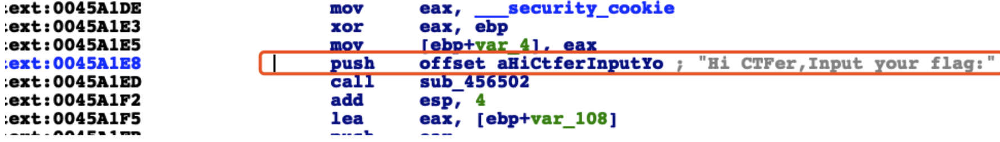 :ext:0045A1DE mov eax, ___security_cookie
:ext:0045A1E3 xor eax, ebp
:ext:0045A1E5 mov [ebp+var_4], eax
:ext:0045A1E8 push offset aHiCtferInputYo ; "Hi CTFer,Input your flag:"
:ext:0045A1ED call sub_456502
:ext:0045A1F2 add esp, 4
:ext:0045A1F5 lea eax, [ebp+var_108]